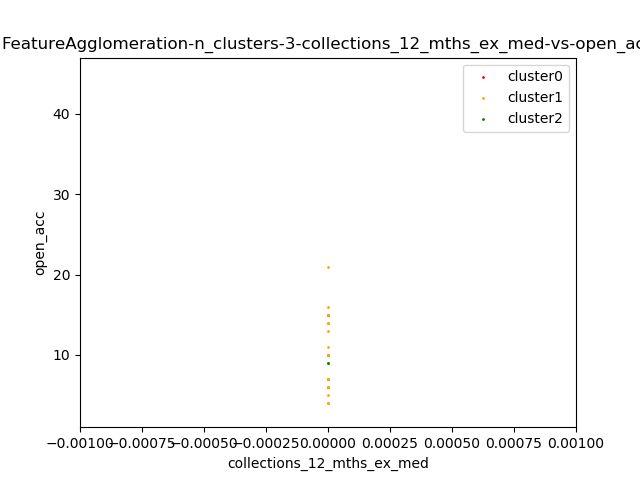 FeatureAgglomeration-n_clusters-3-collections_12_mths_ex_med-vs-open_ac
cluster0
cluster1
cluster2
40
30
20
10
open_acc
−0.00100 −0.00075 −0.00050 −0.00025 0.00000 0.00025 0.00050 0.00075 0.00100
collections_12_mths_ex_med